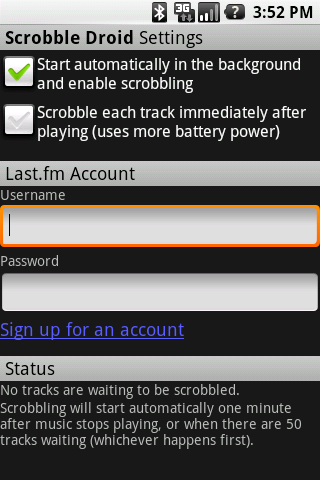 3G 3:52 PM
Scrobble Droid Settings
Start automatically in the background
and enable scrobbling
Scrobble each track immediately after
playing (uses more battery power)
Last.fm Account
Username
Password
Sign up for an account
Status
No tracks are waiting to be scrobbled.
Scrobbling will start automatically one minute
after music stops playing, or when there are 50
tracks waiting (whichever happens first).